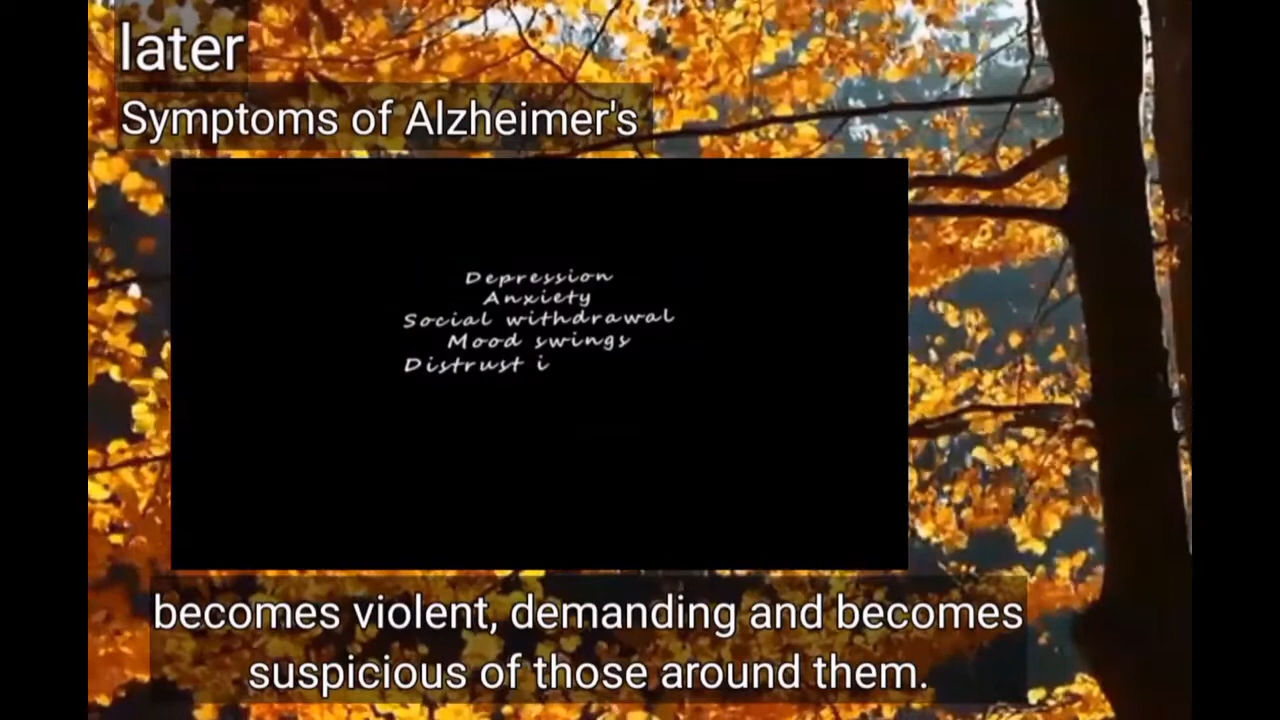 later
Symptoms of Alzheimer's
Depression
Anxiety
Social withdrawal
Mood swings
Distrust i
becomes violent, demanding and becomes
suspicious of those around them.